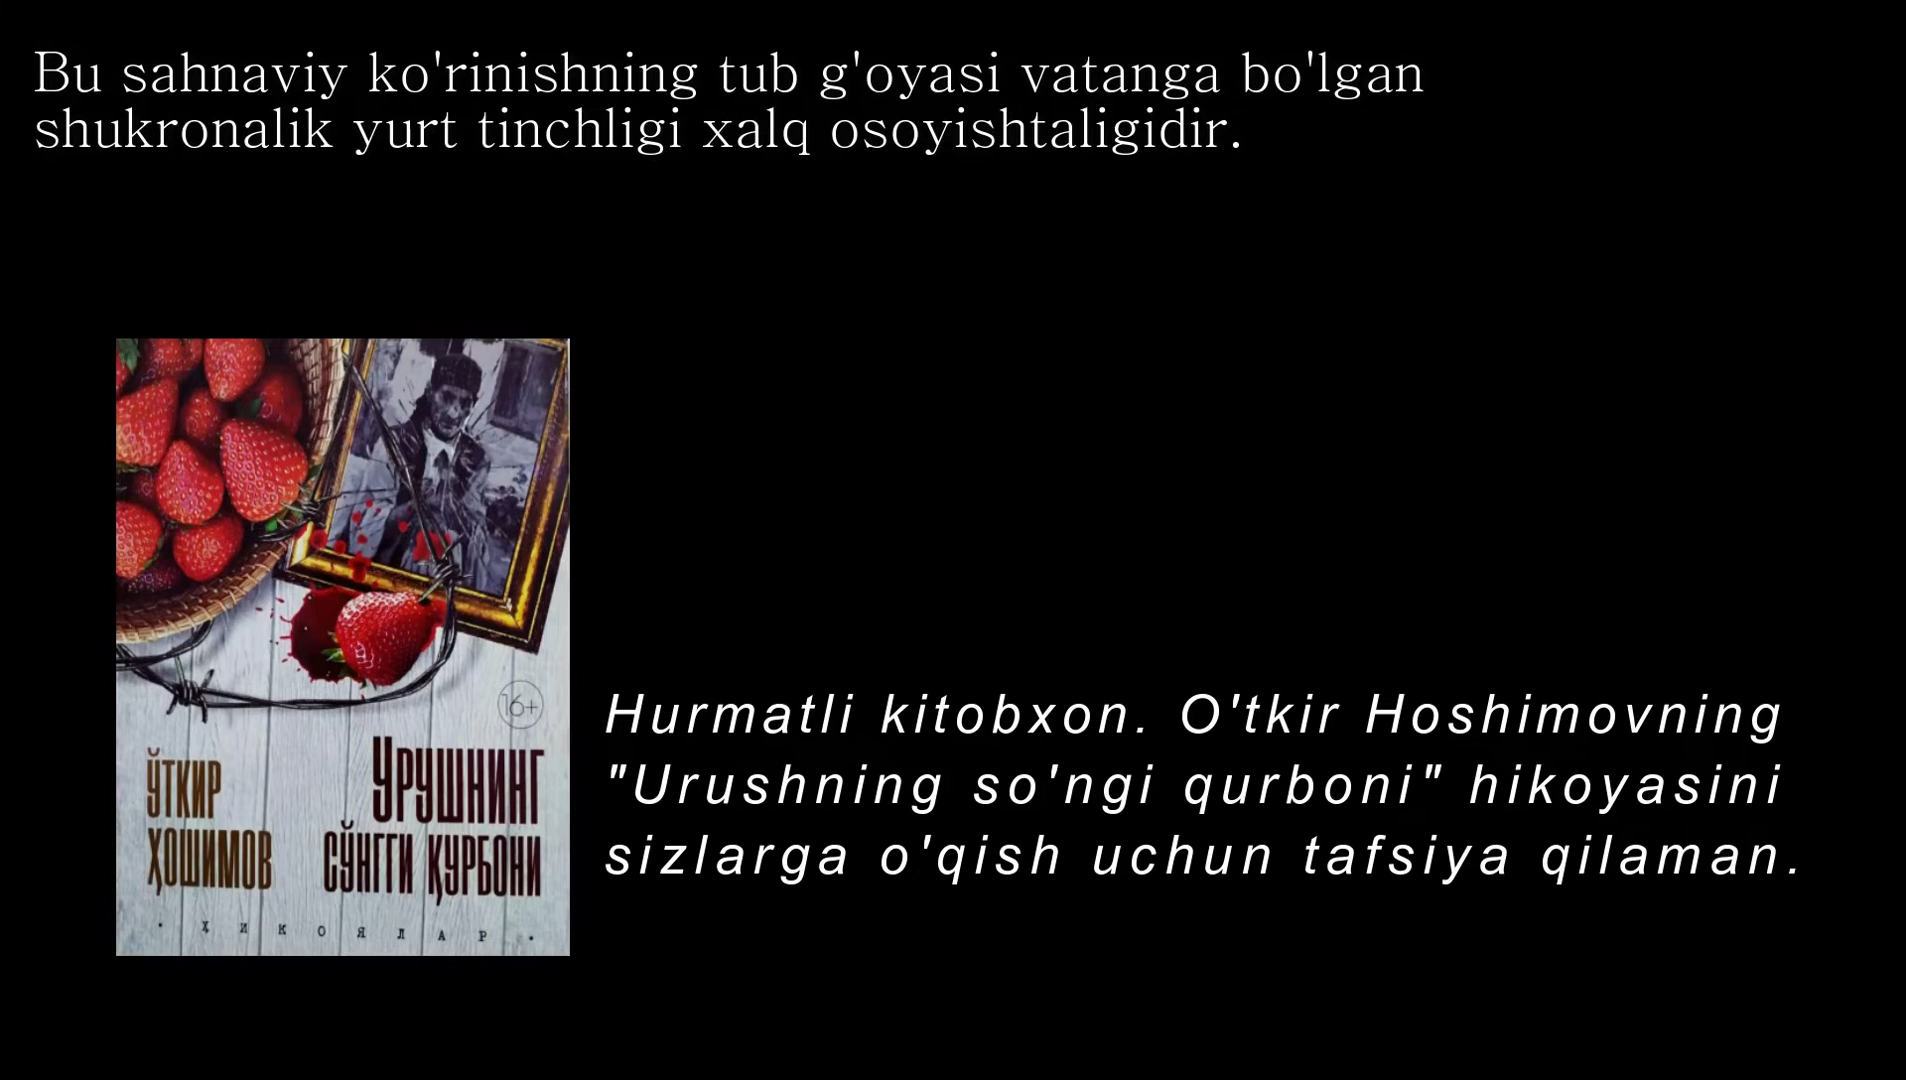 Bu sahnaviy ko'rinishning tub g'oyasi vatanga bo'lgan
shukronalik yurt tinchligi xalq osoyishtaligidir.
16+
ЎТКИР
ҲОШИМОВ
УРУШНИНГ
СЎНГГИ ҚУРБОНИ
• ҲИКОЯЛАР •
Hurmatli kitobxon. O'tkir Hoshimovning
"Urushning so'ngi qurboni" hikoyasini
sizlarga o'qish uchun tafsiya qilaman.